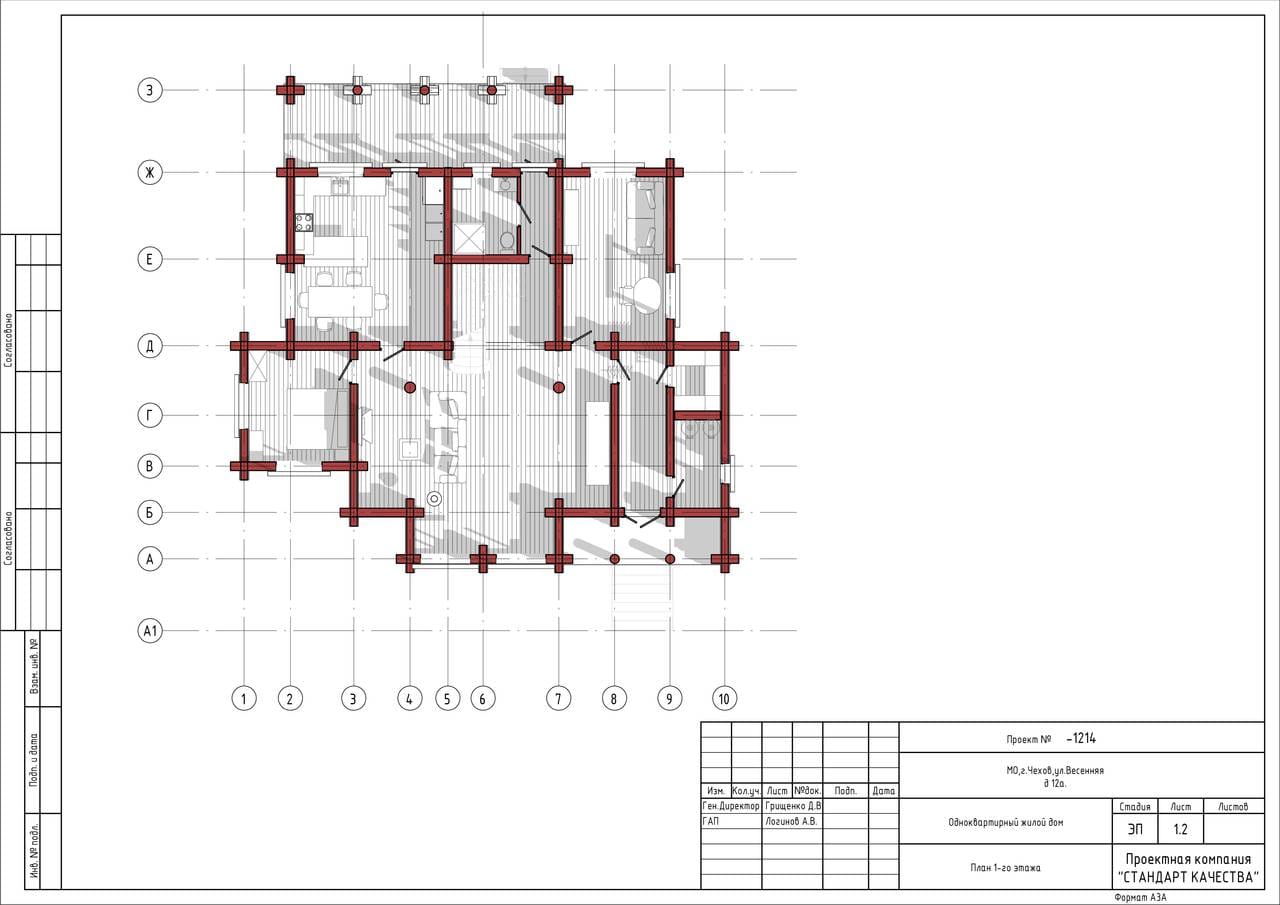 З
Ж
Е
Д
Г
В
Б
А
А1
1
2
3
4
5
6
7
8
9
10
Согласовано
Согласовано
Взам. инв. №
Подп. и дата
Инв. № подл.
Проект № -1214
МО,г.Чехов,ул.Весенняя
д 12а.
Изм. Кол.уч. Лист №док. Подп. Дата
Ген.Директор Грищенко Д.В
ГАП Логинов А.В.
Одноквартирный жилой дом
Стадия Лист Листов
ЭП 1.2
План 1-го этажа
Проектная компания
"СТАНДАРТ КАЧЕСТВА"
Формат А3А